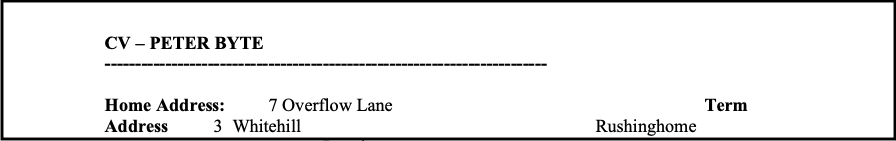 CV – PETER BYTE
------------------------------------------------------------------------
Home Address: 7 Overflow Lane Term
Address 3 Whitehill Rushinghome